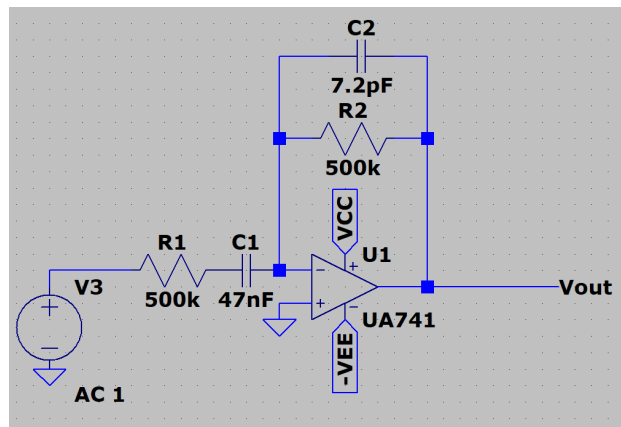 C2
7.2pF
R2
500k
VCC
U1
R1
C1
500k
47nF
V3
Vout
UA741
-VEE
AC 1